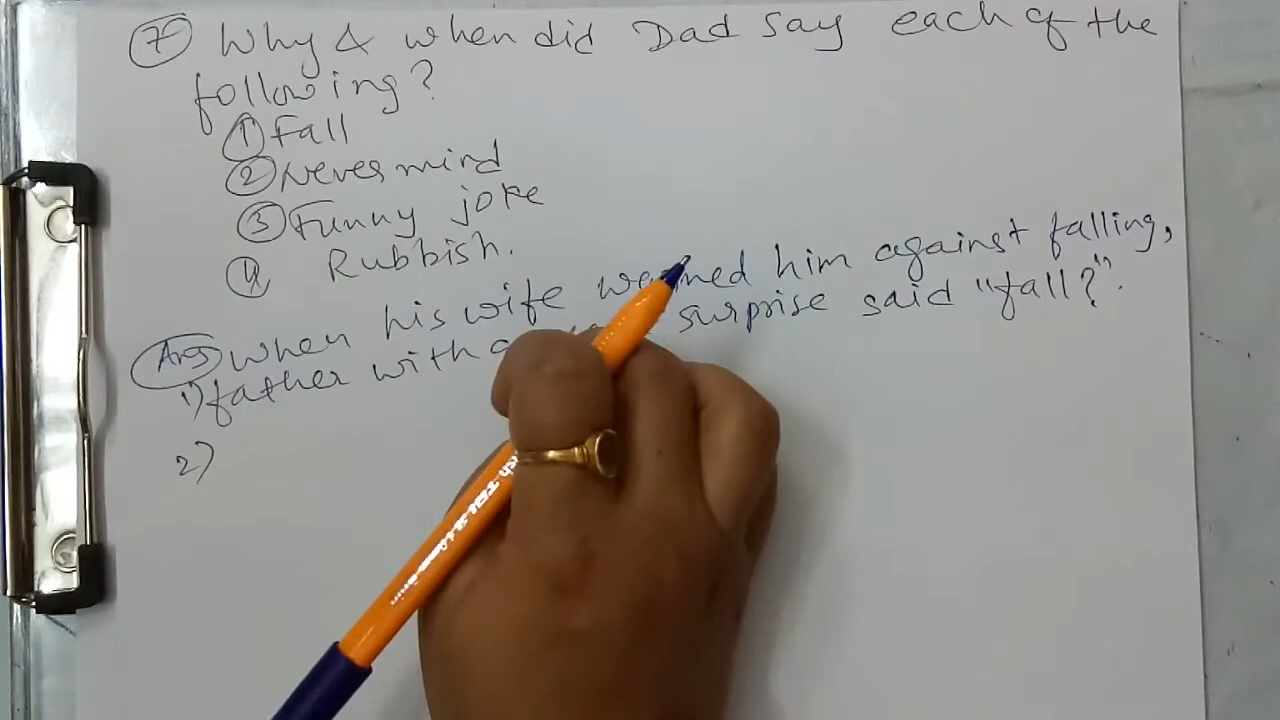 7 Why & when did Dad say each of the
following?
1 Fall
2 Never mind
3 Funny joke
4 Rubbish.
Ans When his wife warned him against falling,
1) father with a surprise said "fall?".
2)